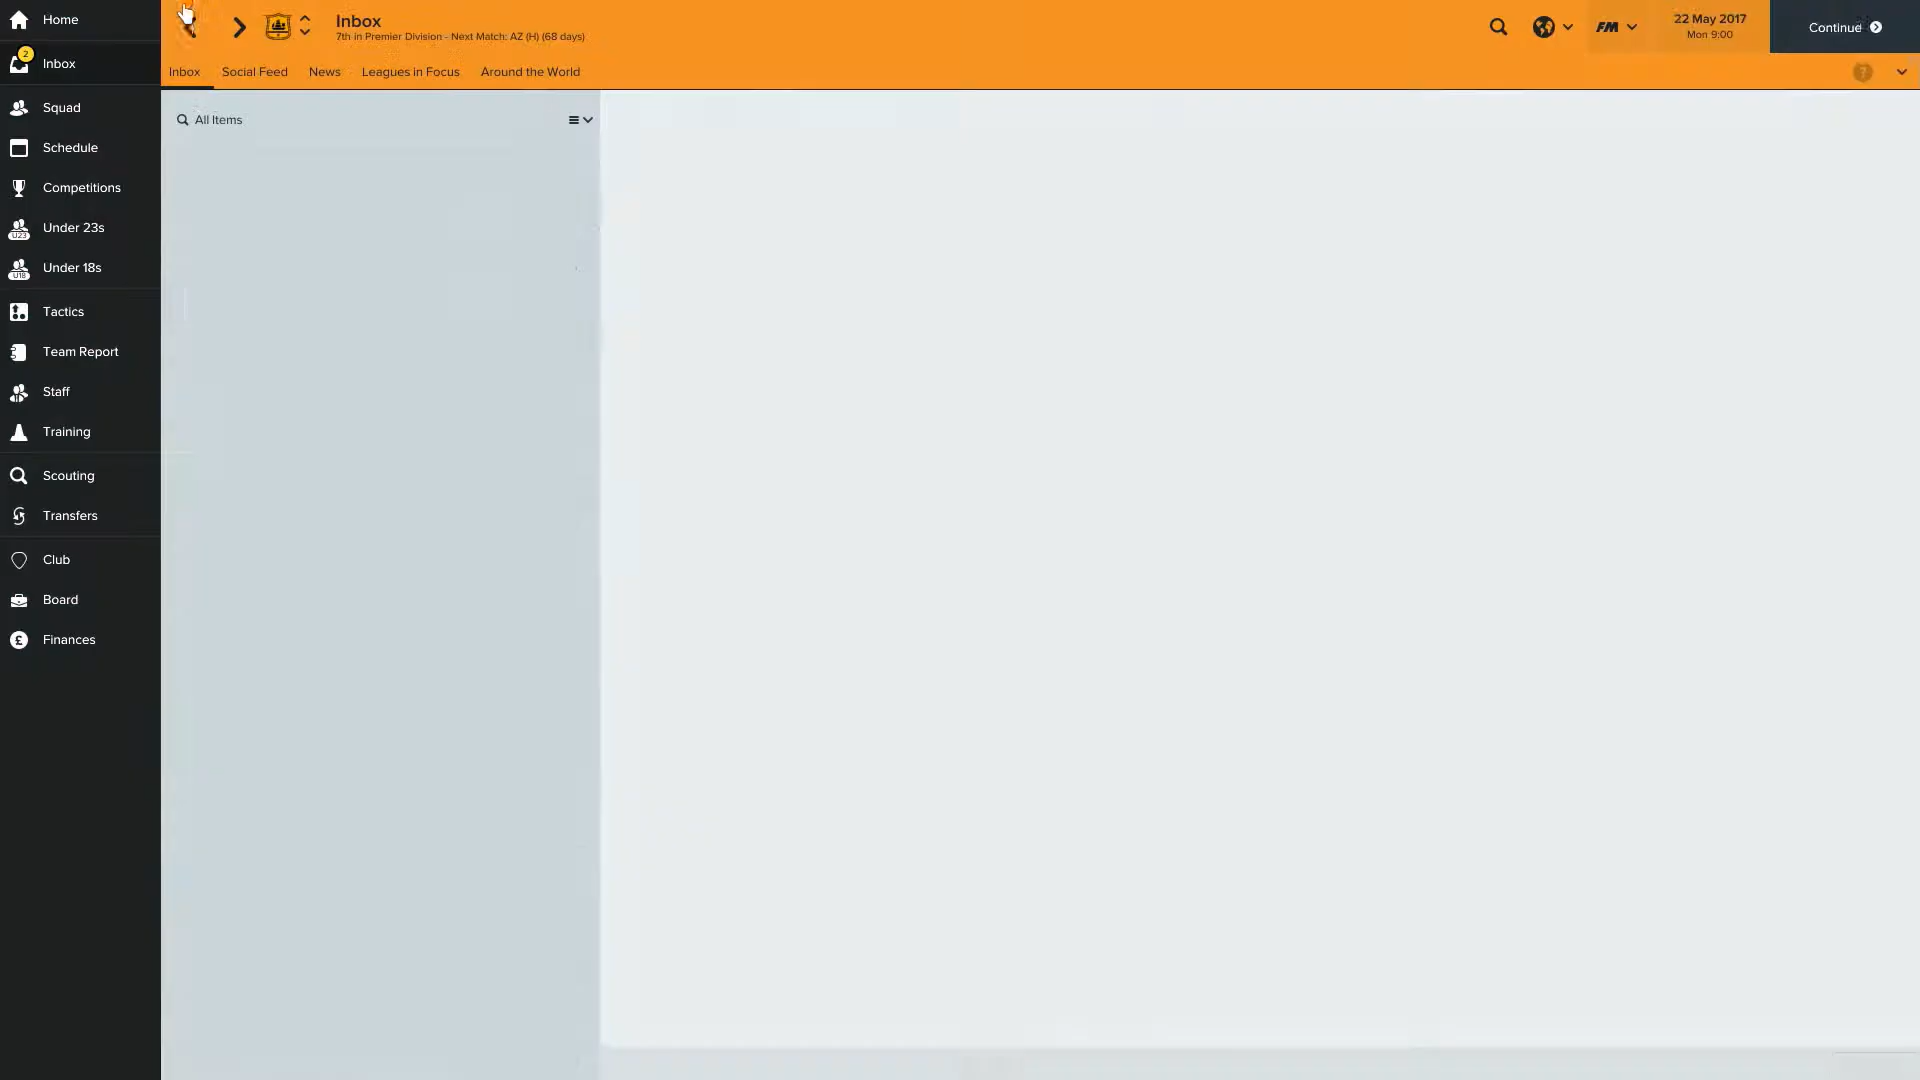 Home
2
Inbox
Squad
Schedule
Competitions
U23
Under 23s
U18
Under 18s
Tactics
Team Report
Staff
Training
Scouting
Transfers
Club
Board
£
Finances
Inbox
7th in Premier Division - Next Match: AZ (H) (68 days)
FM
22 May 2017
Mon 9:00
Continue
Inbox Social Feed News Leagues in Focus Around the World
?
All Items